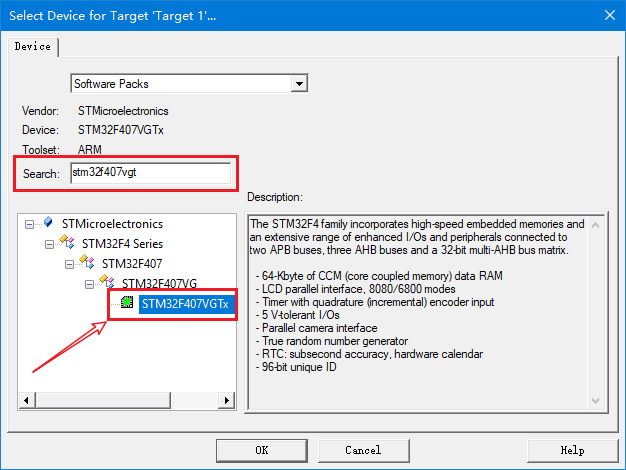 Select Device for Target 'Target 1'...
Device
Software Packs
Vendor: STMicroelectronics
Device: STM32F407VGTx
Toolset: ARM
Search: stm32f407vgt
Description:
STMicroelectronics
STM32F4 Series
STM32F407
STM32F407VG
STM32F407VGTx
The STM32F4 family incorporates high-speed embedded memories and
an extensive range of enhanced I/Os and peripherals connected to
two APB buses, three AHB buses and a 32-bit multi-AHB bus matrix.
- 64-Kbyte of CCM (core coupled memory) data RAM
- LCD parallel interface, 8080/6800 modes
- Timer with quadrature (incremental) encoder input
- 5 V-tolerant I/Os
- Parallel camera interface
- True random number generator
- RTC: subsecond accuracy, hardware calendar
- 96-bit unique ID
OK Cancel Help